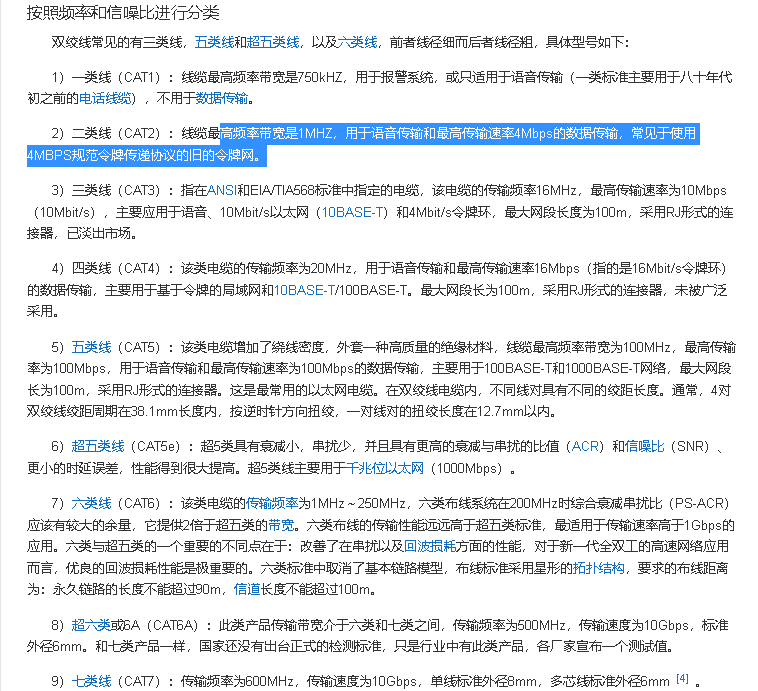 按照频率和信噪比进行分类
双绞线常见的有三类线，五类线和超五类线，以及六类线，前者线径细而后者线径粗，具体型号如下：
1）一类线（CAT1）：线缆最高频率带宽是750kHZ，用于报警系统，或只适用于语音传输（一类标准主要用于八十年代
初之前的电话线缆），不用于数据传输。
2）二类线（CAT2）：线缆最高频率带宽是1MHZ，用于语音传输和最高传输速率4Mbps的数据传输，常见于使用
4MBPS规范令牌传递协议的旧的令牌网。
3）三类线（CAT3）：指在ANSI和EIA/TIA568标准中指定的电缆，该电缆的传输频率16MHz，最高传输速率为10Mbps
（10Mbit/s），主要应用于语音、10Mbit/s以太网（10BASE-T）和4Mbit/s令牌环，最大网段长度为100m，采用RJ形式的连
接器，已淡出市场。
4）四类线（CAT4）：该类电缆的传输频率为20MHz，用于语音传输和最高传输速率16Mbps（指的是16Mbit/s令牌环）
的数据传输，主要用于基于令牌的局域网和10BASE-T/100BASE-T。最大网段长为100m，采用RJ形式的连接器，未被广泛
采用。
5）五类线（CAT5）：该类电缆增加了绕线密度，外套一种高质量的绝缘材料，线缆最高频率带宽为100MHz，最高传输
率为100Mbps，用于语音传输和最高传输速率为100Mbps的数据传输，主要用于100BASE-T和1000BASE-T网络，最大网段
长为100m，采用RJ形式的连接器。这是最常用的以太网电缆。在双绞线电缆内，不同线对具有不同的绞距长度。通常，4对
双绞线绞距周期在38.1mm长度内，按逆时针方向扭绞，一对线对的扭绞长度在12.7mm以内。
6）超五类线（CAT5e）：超5类具有衰减小，串扰少，并且具有更高的衰减与串扰的比值（ACR）和信噪比（SNR）、
更小的时延误差，性能得到很大提高。超5类线主要用于千兆位以太网（1000Mbps）。
7）六类线（CAT6）：该类电缆的传输频率为1MHz～250MHz，六类布线系统在200MHz时综合衰减串扰比（PS-ACR）
应该有较大的余量，它提供2倍于超五类的带宽。六类布线的传输性能远远高于超五类标准，最适用于传输速率高于1Gbps的
应用。六类与超五类的一个重要的不同点在于：改善了在串扰以及回波损耗方面的性能，对于新一代全双工的高速网络应用
而言，优良的回波损耗性能是极重要的。六类标准中取消了基本链路模型，布线标准采用星形的拓扑结构，要求的布线距离
为：永久链路的长度不能超过90m，信道长度不能超过100m。
8）超六类或6A（CAT6A）：此类产品传输带宽介于六类和七类之间，传输频率为500MHz，传输速度为10Gbps，标准
外径6mm。和七类产品一样，国家还没有出台正式的检测标准，只是行业中有此类产品，各厂家宣布一个测试值。
9）七类线（CAT7）：传输频率为600MHz，传输速度为10Gbps，单线标准外径8mm，多芯线标准外径6mm [4] 。